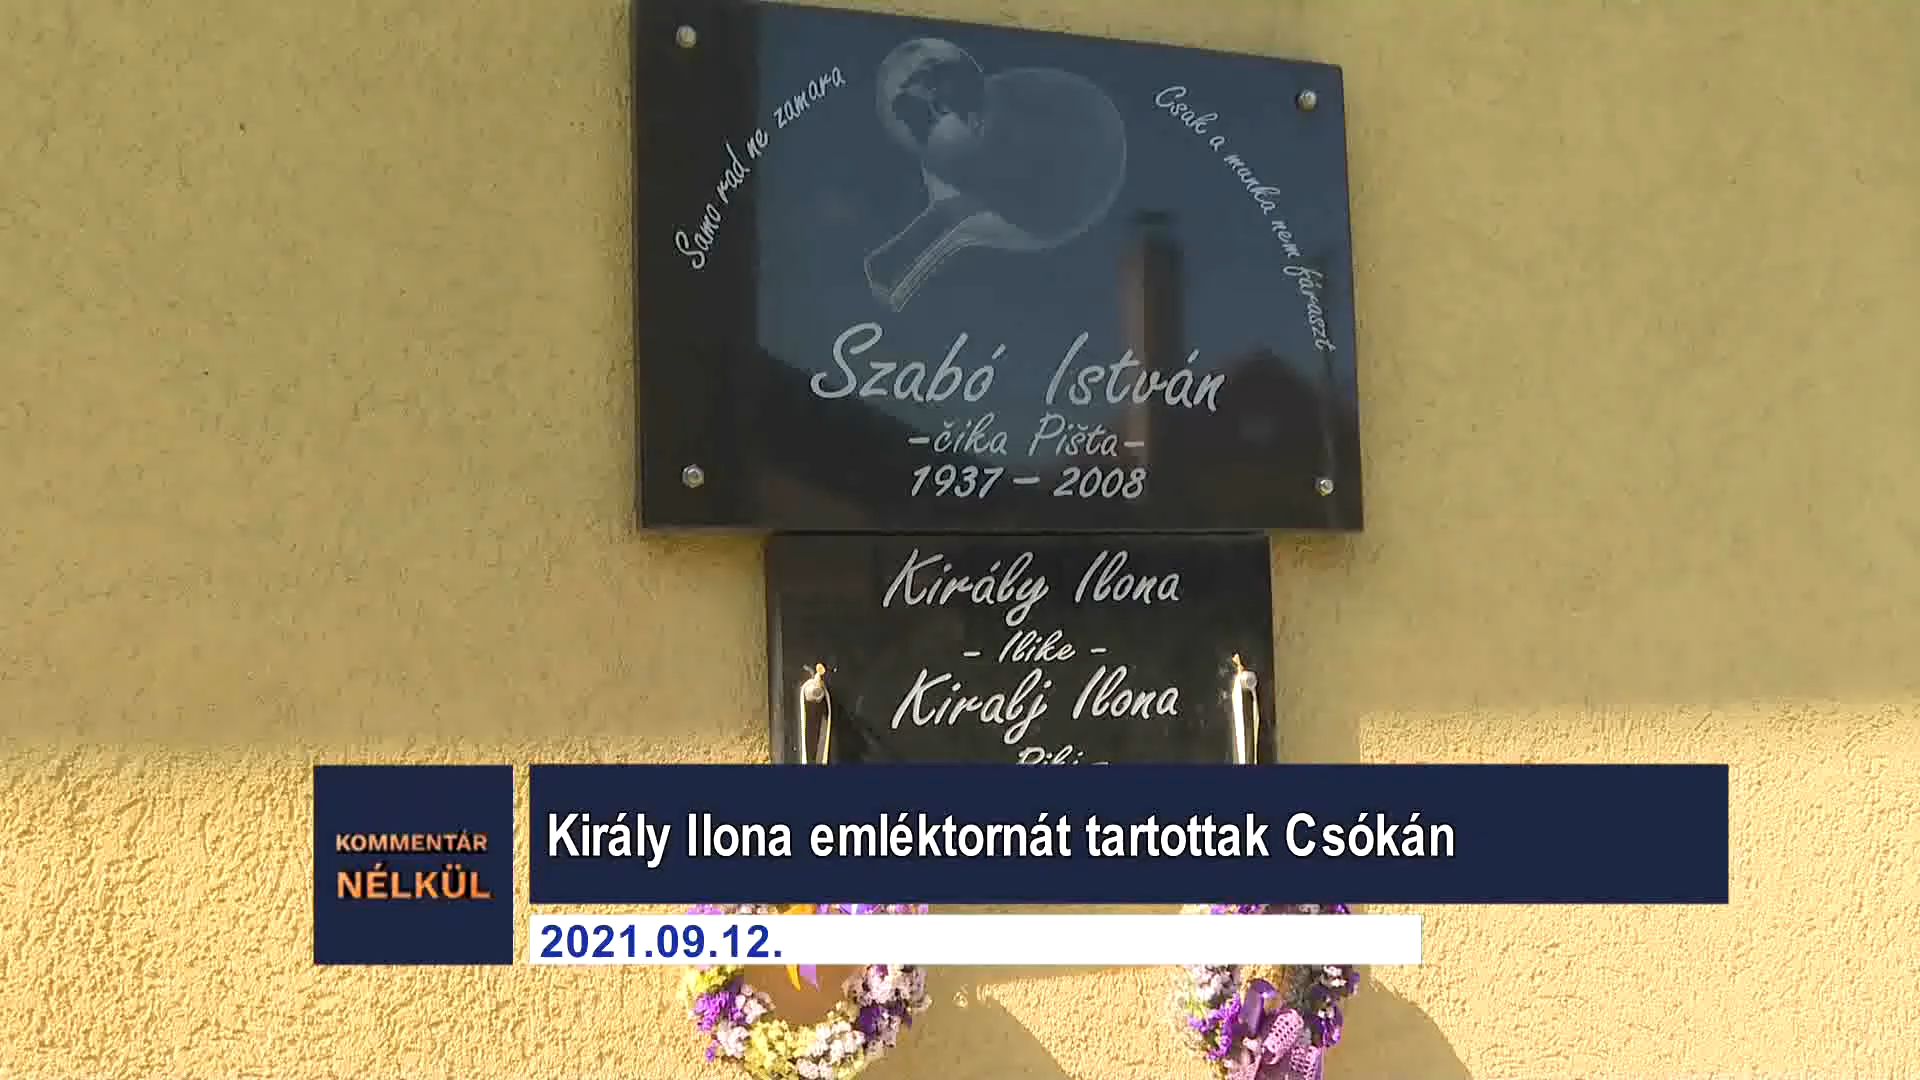 Samo rad ne zamara
Csak a munka nem fáraszt
Szabó István
-čika Pišta-
1937 - 2008
Király Ilona
- Ilike -
Kiralj Ilona
KOMMENTÁR
NÉLKÜL
Király Ilona emléktornát tartottak Csókán
2021.09.12.